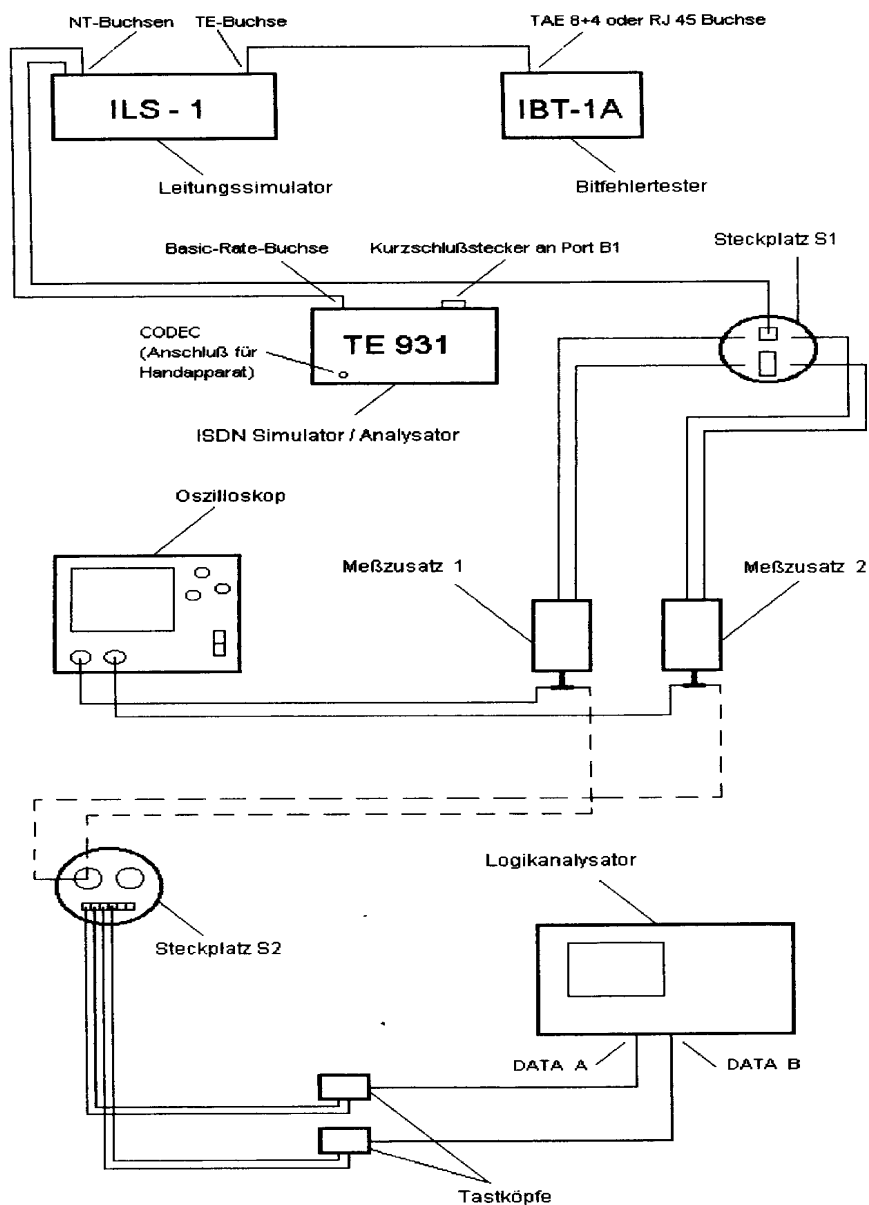 NT-Buchsen
TE-Buchse
TAE 8+4 oder RJ 45 Buchse
ILS - 1
IBT-1A
Leitungssimulator
Bitfehlertester
Basic-Rate-Buchse
Kurzschlußstecker an Port B1
Steckplatz S1
CODEC
(Anschluß für
Handapparat)
TE 931
ISDN Simulator / Analysator
Oszilloskop
Meßzusatz 1
Meßzusatz 2
Logikanalysator
Steckplatz S2
DATA A
DATA B
Tastköpfe